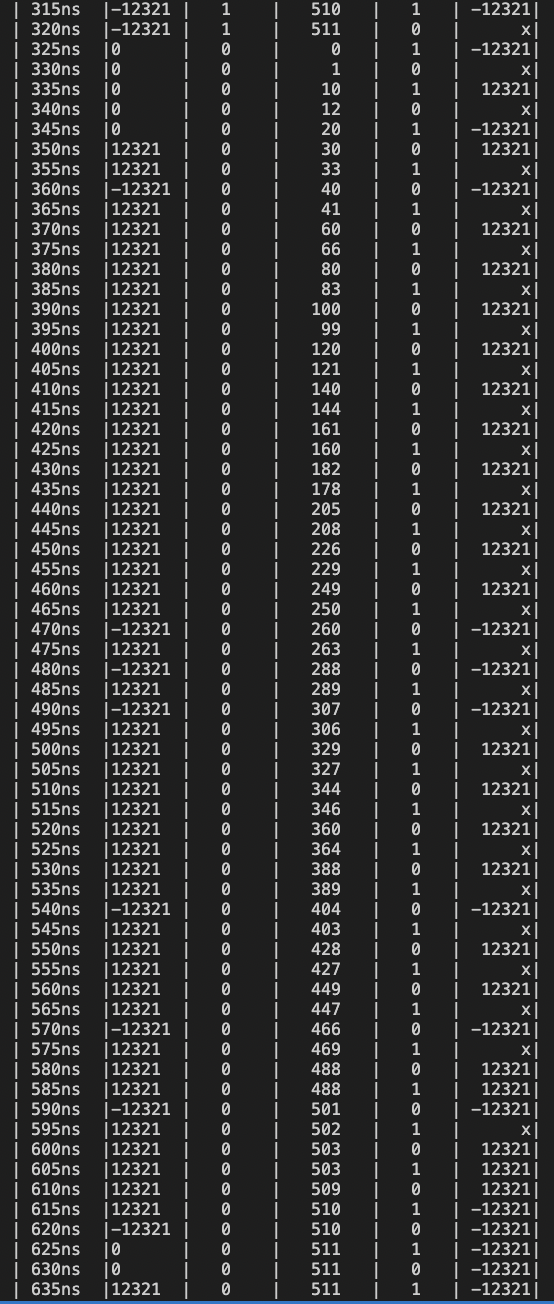 | 315ns |-12321 | 1 | 510 | 1 | -12321|
| 320ns |-12321 | 1 | 511 | 0 | x|
| 325ns |0 | 0 | 0 | 1 | -12321|
| 330ns |0 | 0 | 1 | 0 | x|
| 335ns |0 | 0 | 10 | 1 | 12321|
| 340ns |0 | 0 | 12 | 0 | x|
| 345ns |0 | 0 | 20 | 1 | -12321|
| 350ns |12321 | 0 | 30 | 0 | 12321|
| 355ns |12321 | 0 | 33 | 1 | x|
| 360ns |-12321 | 0 | 40 | 0 | -12321|
| 365ns |12321 | 0 | 41 | 1 | x|
| 370ns |12321 | 0 | 60 | 0 | 12321|
| 375ns |12321 | 0 | 66 | 1 | x|
| 380ns |12321 | 0 | 80 | 0 | 12321|
| 385ns |12321 | 0 | 83 | 1 | x|
| 390ns |12321 | 0 | 100 | 0 | 12321|
| 395ns |12321 | 0 | 99 | 1 | x|
| 400ns |12321 | 0 | 120 | 0 | 12321|
| 405ns |12321 | 0 | 121 | 1 | x|
| 410ns |12321 | 0 | 140 | 0 | 12321|
| 415ns |12321 | 0 | 144 | 1 | x|
| 420ns |12321 | 0 | 161 | 0 | 12321|
| 425ns |12321 | 0 | 160 | 1 | x|
| 430ns |12321 | 0 | 182 | 0 | 12321|
| 435ns |12321 | 0 | 178 | 1 | x|
| 440ns |12321 | 0 | 205 | 0 | 12321|
| 445ns |12321 | 0 | 208 | 1 | x|
| 450ns |12321 | 0 | 226 | 0 | 12321|
| 455ns |12321 | 0 | 229 | 1 | x|
| 460ns |12321 | 0 | 249 | 0 | 12321|
| 465ns |12321 | 0 | 250 | 1 | x|
| 470ns |-12321 | 0 | 260 | 0 | -12321|
| 475ns |12321 | 0 | 263 | 1 | x|
| 480ns |-12321 | 0 | 288 | 0 | -12321|
| 485ns |12321 | 0 | 289 | 1 | x|
| 490ns |-12321 | 0 | 307 | 0 | -12321|
| 495ns |12321 | 0 | 306 | 1 | x|
| 500ns |12321 | 0 | 329 | 0 | 12321|
| 505ns |12321 | 0 | 327 | 1 | x|
| 510ns |12321 | 0 | 344 | 0 | 12321|
| 515ns |12321 | 0 | 346 | 1 | x|
| 520ns |12321 | 0 | 360 | 0 | 12321|
| 525ns |12321 | 0 | 364 | 1 | x|
| 530ns |12321 | 0 | 388 | 0 | 12321|
| 535ns |12321 | 0 | 389 | 1 | x|
| 540ns |-12321 | 0 | 404 | 0 | -12321|
| 545ns |12321 | 0 | 403 | 1 | x|
| 550ns |12321 | 0 | 428 | 0 | 12321|
| 555ns |12321 | 0 | 427 | 1 | x|
| 560ns |12321 | 0 | 449 | 0 | 12321|
| 565ns |12321 | 0 | 447 | 1 | x|
| 570ns |-12321 | 0 | 466 | 0 | -12321|
| 575ns |12321 | 0 | 469 | 1 | x|
| 580ns |12321 | 0 | 488 | 0 | 12321|
| 585ns |12321 | 0 | 488 | 1 | 12321|
| 590ns |-12321 | 0 | 501 | 0 | -12321|
| 595ns |12321 | 0 | 502 | 1 | x|
| 600ns |12321 | 0 | 503 | 0 | 12321|
| 605ns |12321 | 0 | 503 | 1 | 12321|
| 610ns |12321 | 0 | 509 | 0 | 12321|
| 615ns |12321 | 0 | 510 | 1 | -12321|
| 620ns |-12321 | 0 | 510 | 0 | -12321|
| 625ns |0 | 0 | 511 | 1 | -12321|
| 630ns |0 | 0 | 511 | 0 | -12321|
| 635ns |12321 | 0 | 511 | 1 | -12321|